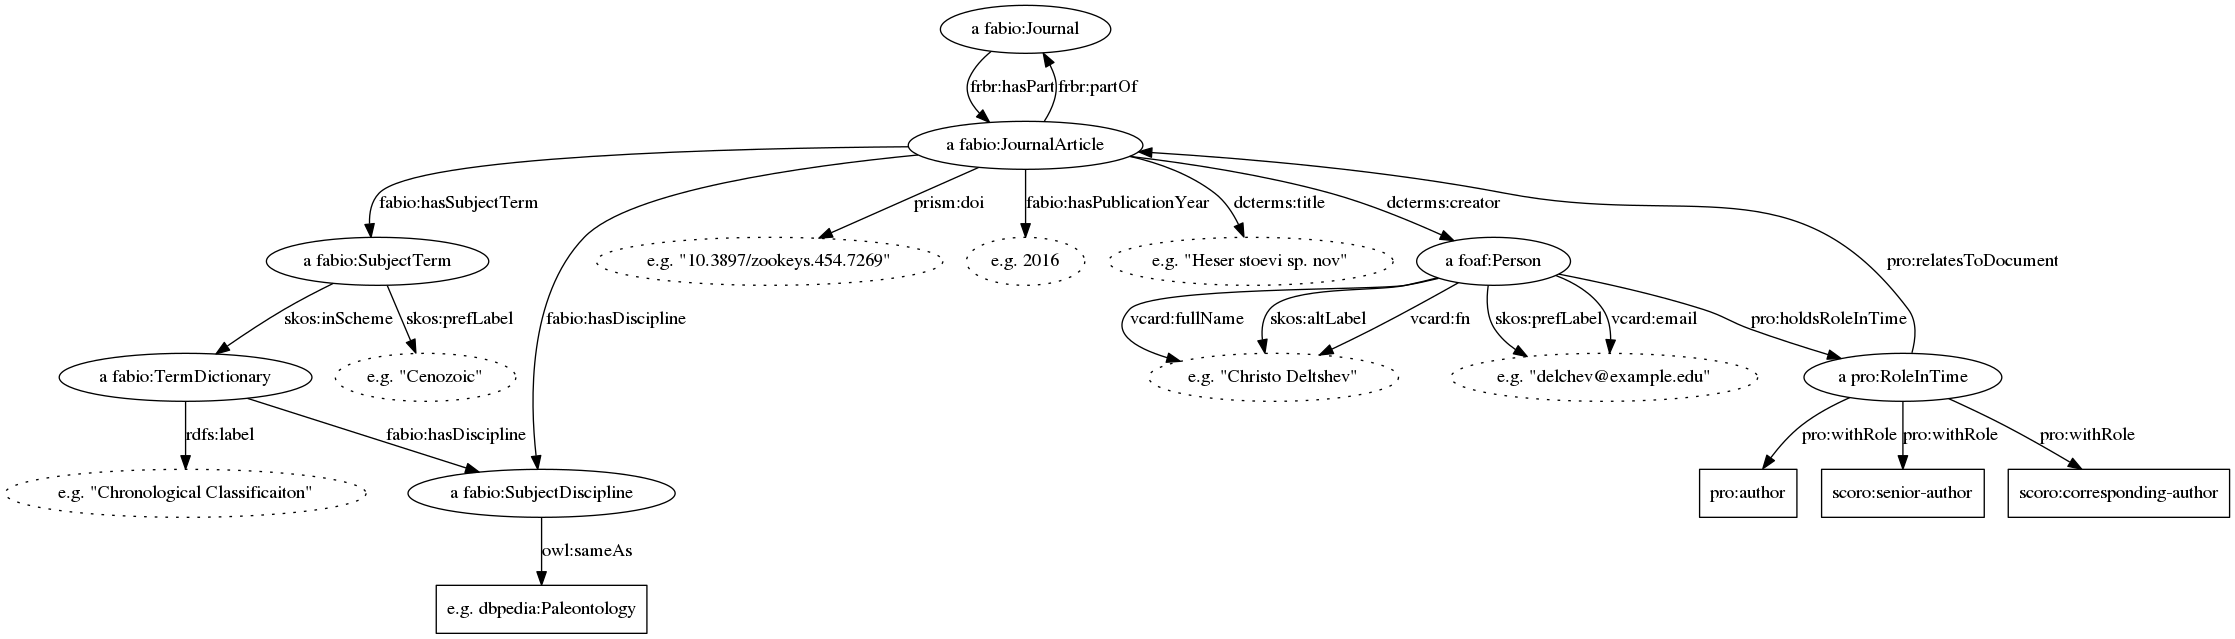 a fabio:Journal
frbr:hasPart
frbr:partOf
a fabio:JournalArticle
fabio:hasSubjectTerm
prism:doi
fabio:hasPublicationYear
dcterms:title
dcterms:creator
pro:relatesToDocument
a fabio:SubjectTerm
e.g. "10.3897/zookeys.454.7269"
e.g. 2016
e.g. "Heser stoevi sp. nov"
a foaf:Person
skos:inScheme
skos:prefLabel
fabio:hasDiscipline
vcard:fullName
skos:altLabel
vcard:fn
skos:prefLabel
vcard:email
pro:holdsRoleInTime
a fabio:TermDictionary
e.g. "Cenozoic"
e.g. "Christo Deltshev"
e.g. "delchev@example.edu"
a pro:RoleInTime
rdfs:label
fabio:hasDiscipline
pro:withRole
pro:withRole
pro:withRole
e.g. "Chronological Classificaiton"
a fabio:SubjectDiscipline
pro:author
scoro:senior-author
scoro:corresponding-author
owl:sameAs
e.g. dbpedia:Paleontology